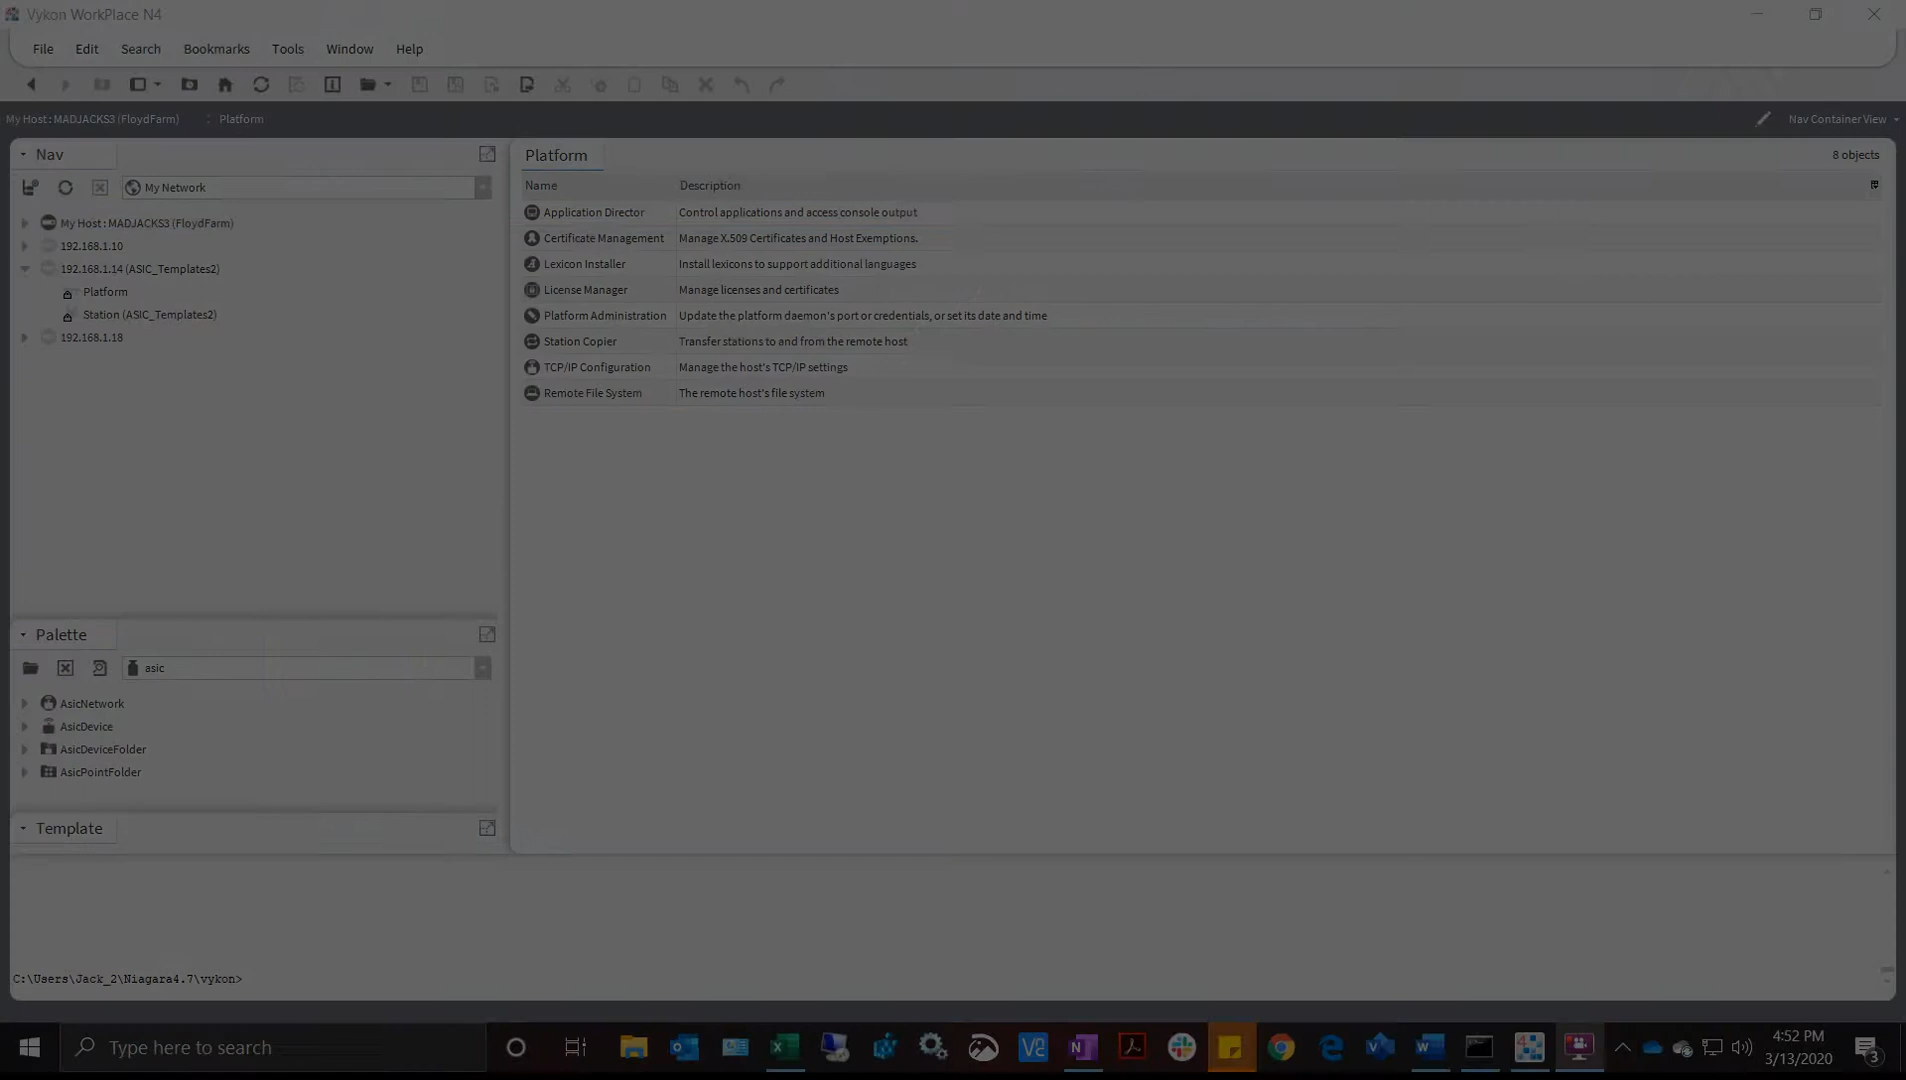 Vykon WorkPlace N4
File Edit Search Bookmarks Tools Window Help
My Host : MADJACKS3 (FloydFarm) : Platform
Nav Container View
Nav
My Network
My Host : MADJACKS3 (FloydFarm)
192.168.1.10
192.168.1.14 (ASIC_Templates2)
Platform
Station (ASIC_Templates2)
192.168.1.18
Palette
asic
AsicNetwork
AsicDevice
AsicDeviceFolder
AsicPointFolder
Template
Platform
8 objects
Name Description
Application Director Control applications and access console output
Certificate Management Manage X.509 Certificates and Host Exemptions.
Lexicon Installer Install lexicons to support additional languages
License Manager Manage licenses and certificates
Platform Administration Update the platform daemon's port or credentials, or set its date and time
Station Copier Transfer stations to and from the remote host
TCP/IP Configuration Manage the host's TCP/IP settings
Remote File System The remote host's file system
C:\Users\Jack_2\Niagara4.7\vykon>
Type here to search
4:52 PM
3/13/2020
3